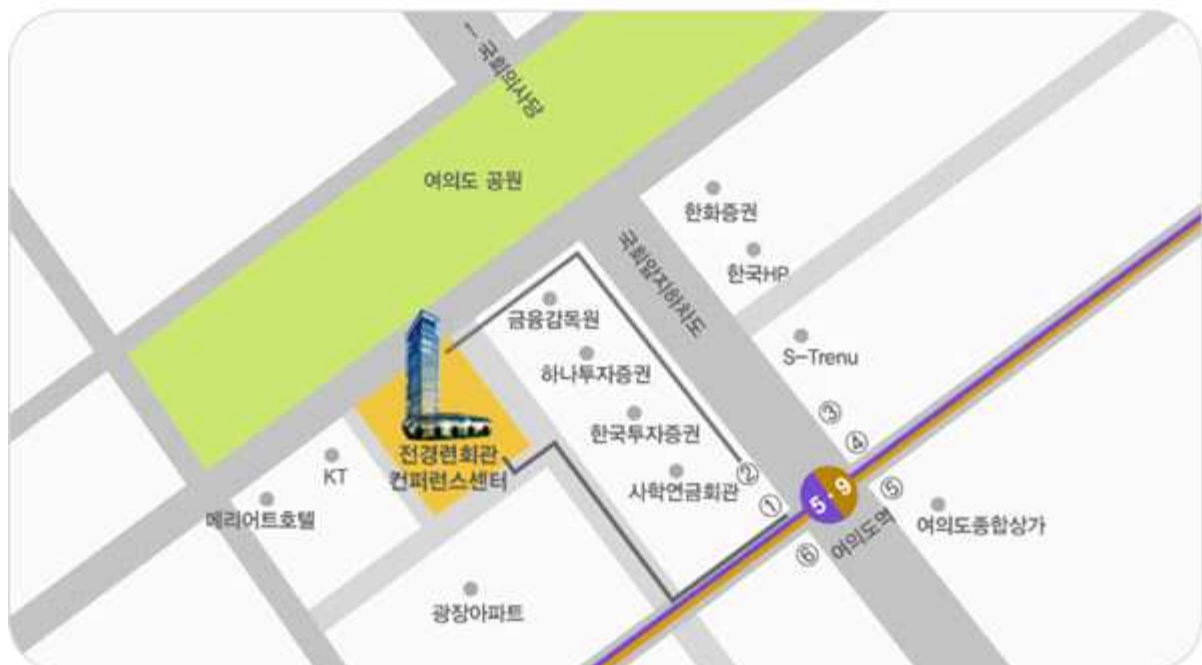 ← 국회의사당
여의도 공원
한화증권
국회앞지하차도
한국HP
금융감목원
S-Trenu
하나투자증권
③
한국투자증권
④
전경련회관
컨퍼런스센터
KT
②
사학연금회관
①
5·9
⑤
메리어트호텔
여의도역
여의도종합상가
⑥
광장아파트